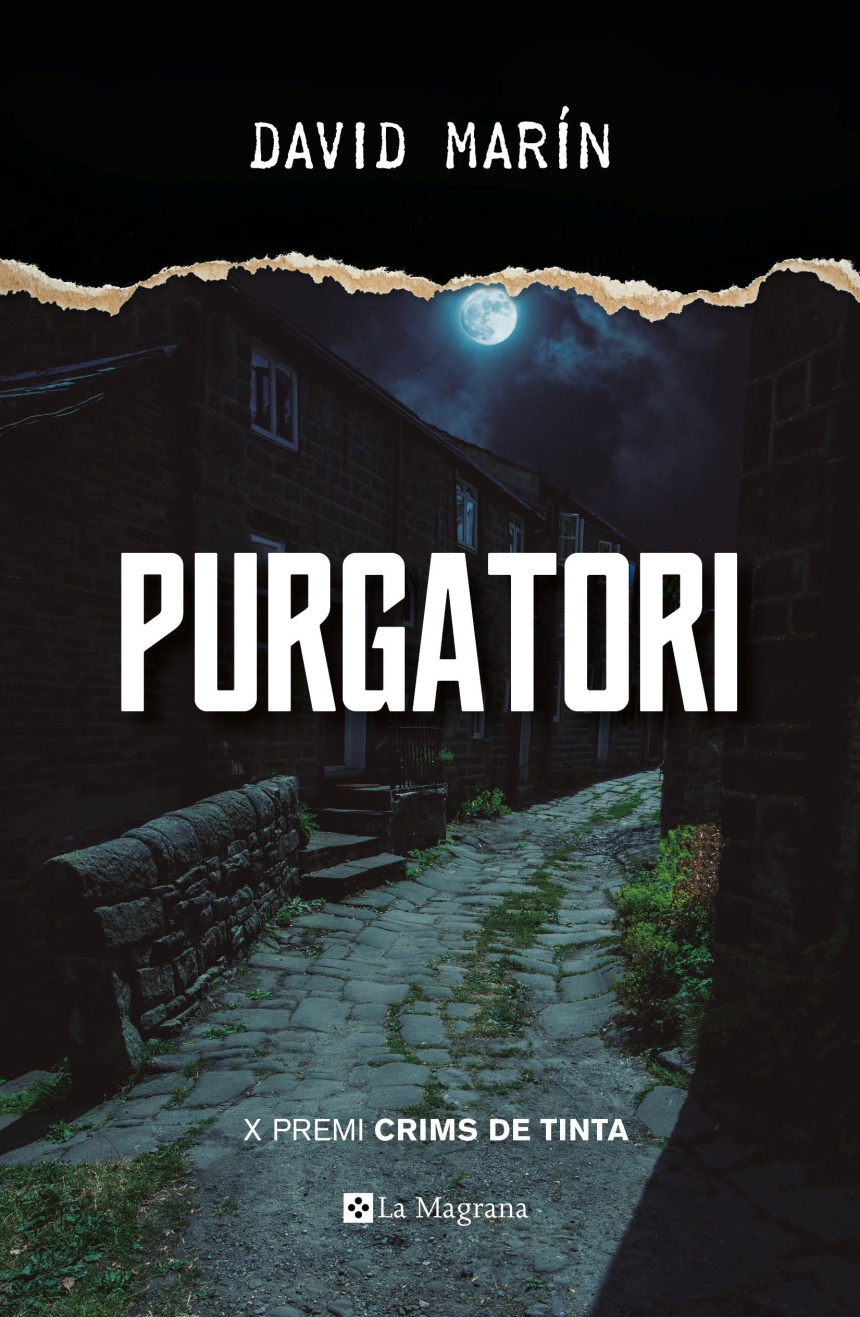 DAVID MARÍN
PURGATORI
X PREMI CRIMS DE TINTA
La Magrana